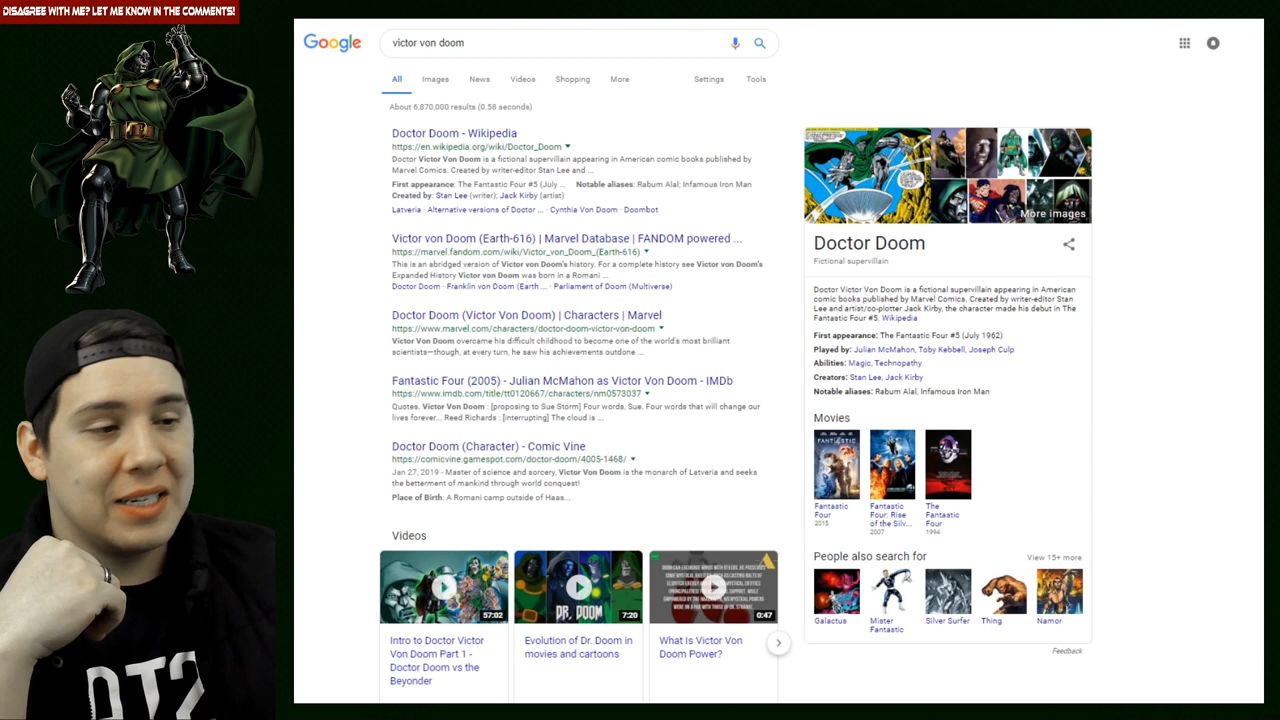 DISAGREE WITH ME? LET ME KNOW IN THE COMMENTS!
Google
victor von doom
All Images News Videos Shopping More Settings Tools
About 6,870,000 results (0.58 seconds)
Doctor Doom - Wikipedia
https://en.wikipedia.org/wiki/Doctor_Doom
Doctor Victor Von Doom is a fictional supervillain appearing in American comic books published by
Marvel Comics. Created by writer-editor Stan Lee and ...
First appearance: The Fantastic Four #5 (July ... Notable aliases: Rabum Alal; Infamous Iron Man
Created by: Stan Lee (writer); Jack Kirby (artist)
Latveria · Alternative versions of Doctor ... · Cynthia Von Doom · Doombot
Victor von Doom (Earth-616) | Marvel Database | FANDOM powered ...
https://marvel.fandom.com/wiki/Victor_von_Doom_(Earth-616)
This is an abridged version of Victor von Doom's history. For a complete history see Victor von Doom's
Expanded History Victor von Doom was born in a Romani ...
Doctor Doom · Franklin von Doom (Earth ... · Parliament of Doom (Multiverse)
Doctor Doom (Victor Von Doom) | Characters | Marvel
https://www.marvel.com/characters/doctor-doom-victor-von-doom
Victor Von Doom overcame his difficult childhood to become one of the world's most brilliant
scientists—though, at every turn, he saw his achievements outdone ...
Fantastic Four (2005) - Julian McMahon as Victor Von Doom - IMDb
https://www.imdb.com/title/tt0120667/characters/nm0573037
Quotes. Victor Von Doom : [proposing to Sue Storm] Four words, Sue. Four words that will change our
lives forever... Reed Richards : [interrupting] The cloud is ...
Doctor Doom (Character) - Comic Vine
https://comicvine.gamespot.com/doctor-doom/4005-1468/
Jan 27, 2019 - Master of science and sorcery, Victor Von Doom is the monarch of Latveria and seeks
the betterment of mankind through world conquest!
Place of Birth: A Romani camp outside of Haas...
Videos
57:02
DR. DOOM
7:20
0:47
Intro to Doctor Victor
Von Doom Part 1 -
Doctor Doom vs the
Beyonder
Evolution of Dr. Doom in
movies and cartoons
What Is Victor Von
Doom Power?
More images
Doctor Doom
Fictional supervillain
Doctor Victor Von Doom is a fictional supervillain appearing in American
comic books published by Marvel Comics. Created by writer-editor Stan
Lee and artist/co-plotter Jack Kirby, the character made his debut in The
Fantastic Four #5. Wikipedia
First appearance: The Fantastic Four #5 (July 1962)
Played by: Julian McMahon, Toby Kebbell, Joseph Culp
Abilities: Magic, Technopathy
Creators: Stan Lee, Jack Kirby
Notable aliases: Rabum Alal, Infamous Iron Man
Movies
FANTASTIC
Fantastic
Four
2015
Fantastic
Four: Rise
of the Silv...
2007
The
Fantastic
Four
1994
People also search for
View 15+ more
Galactus
Mister
Fantastic
Silver Surfer
Thing
Namor
Feedback